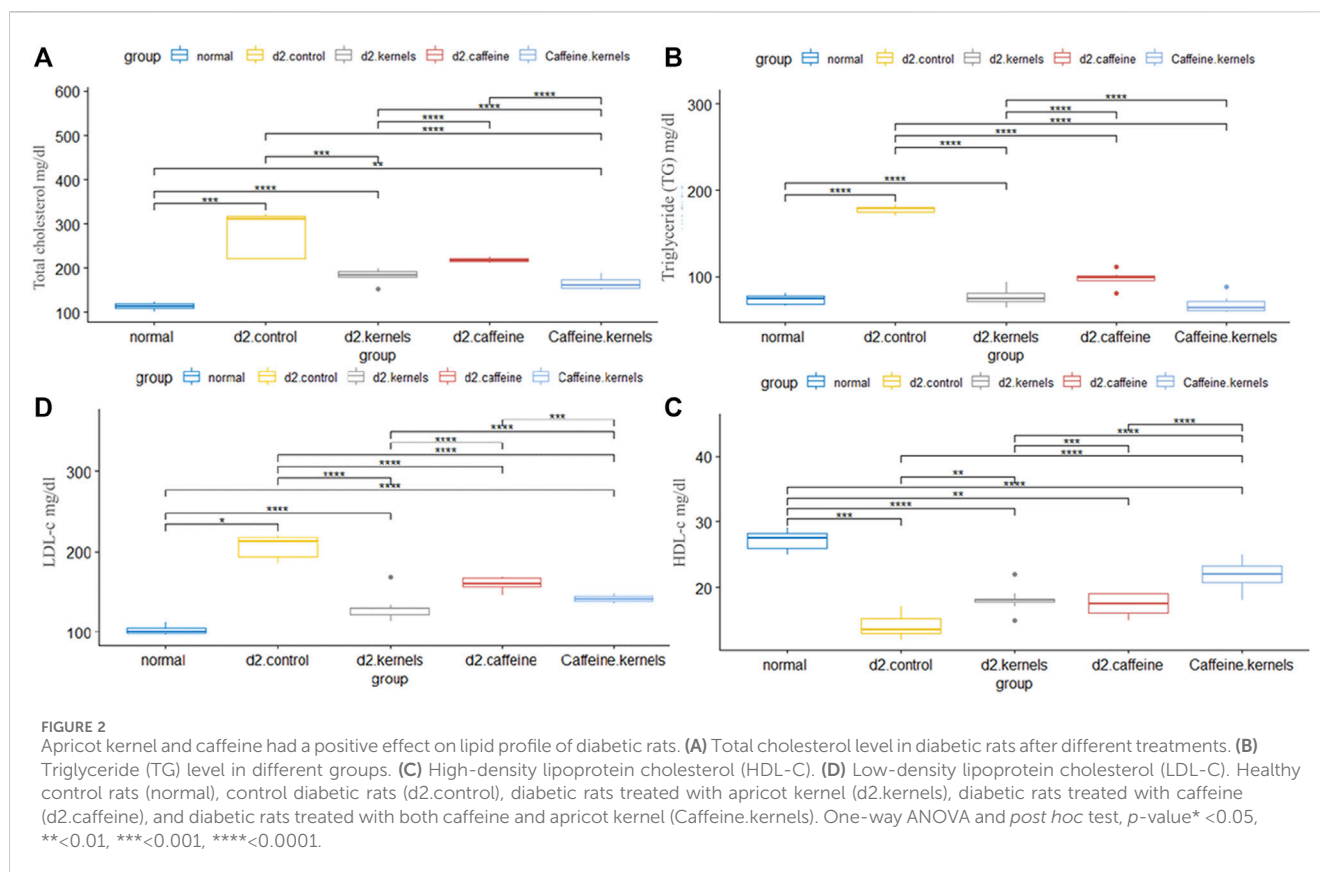 A
group normal d2.control d2.kernels d2.caffeine Caffeine.kernels
Total cholesterol mg/dl
600
500
400
300
200
100
****
****
****
****
***
**
****
***
normal d2.control d2.kernels d2.caffeine Caffeine.kernels
group
B
group normal d2.control d2.kernels d2.caffeine Caffeine.kernels
Triglyceride (TG) mg/dl
300
200
100
****
****
****
****
****
****
****
normal d2.control d2.kernels d2.caffeine Caffeine.kernels
group
D
group normal d2.control d2.kernels d2.caffeine Caffeine.kernels
LDL-c mg/dl
300
200
100
***
****
****
****
****
****
****
****
*
normal d2.control d2.kernels d2.caffeine Caffeine.kernels
group
C
group normal d2.control d2.kernels d2.caffeine Caffeine.kernels
HDL-c mg/dl
40
30
20
****
****
***
****
**
****
**
****
***
normal d2.control d2.kernels d2.caffeine Caffeine.kernels
group
FIGURE 2
Apricot kernel and caffeine had a positive effect on lipid profile of diabetic rats. (A) Total cholesterol level in diabetic rats after different treatments. (B)
Triglyceride (TG) level in different groups. (C) High-density lipoprotein cholesterol (HDL-C). (D) Low-density lipoprotein cholesterol (LDL-C). Healthy
control rats (normal), control diabetic rats (d2.control), diabetic rats treated with apricot kernel (d2.kernels), diabetic rats treated with caffeine
(d2.caffeine), and diabetic rats treated with both caffeine and apricot kernel (Caffeine.kernels). One-way ANOVA and post hoc test, p-value* <0.05,
**<0.01, ***<0.001, ****<0.0001.